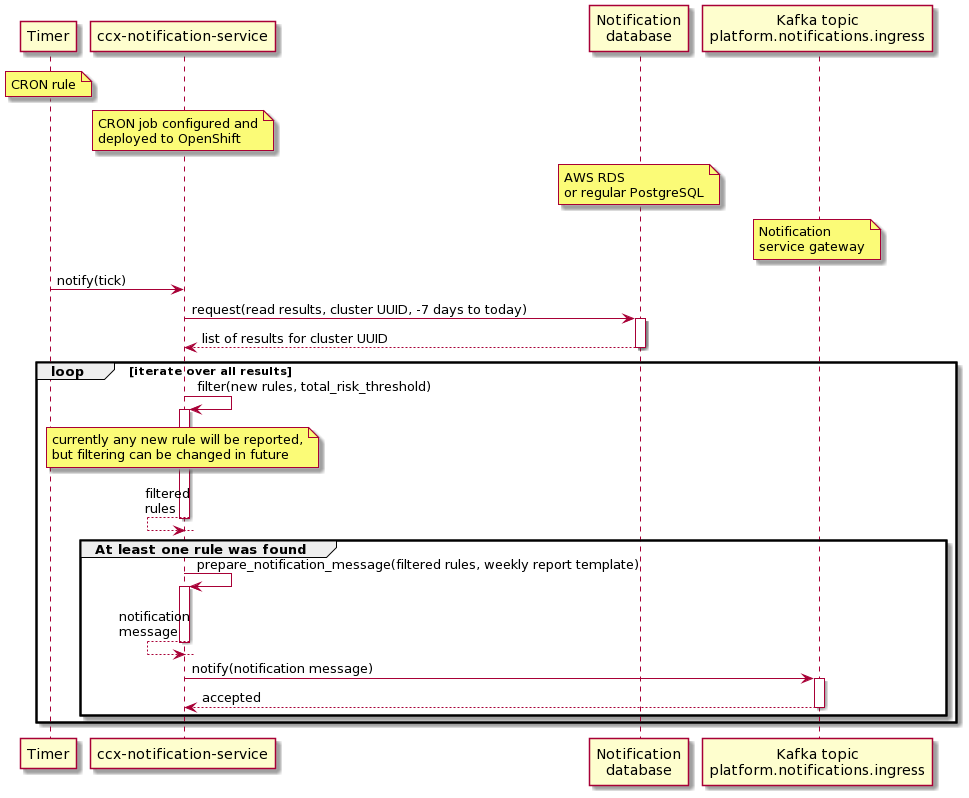 Timer
ccx-notification-service
Notification
database
Kafka topic
platform.notifications.ingress
CRON rule
CRON job configured and
deployed to OpenShift
AWS RDS
or regular PostgreSQL
Notification
service gateway
notify(tick)
request(read results, cluster UUID, -7 days to today)
list of results for cluster UUID
loop [iterate over all results]
filter(new rules, total_risk_threshold)
currently any new rule will be reported,
but filtering can be changed in future
filtered
rules
At least one rule was found
prepare_notification_message(filtered rules, weekly report template)
notification
message
notify(notification message)
accepted
Timer
ccx-notification-service
Notification
database
Kafka topic
platform.notifications.ingress